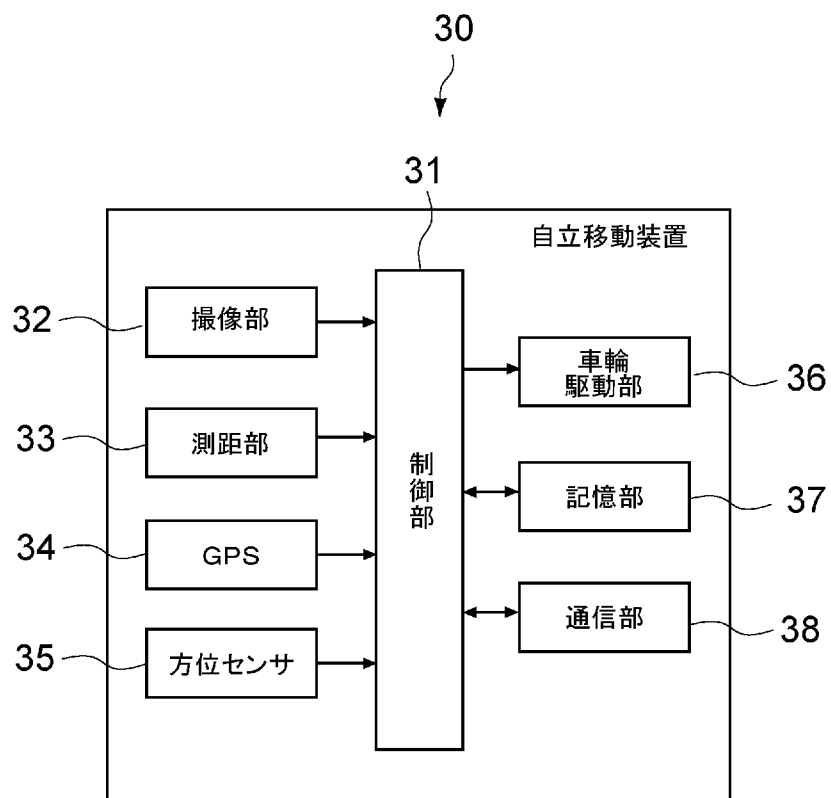 30
31
自立移動装置
32
撮像部
33
測距部
34
GPS
35
方位センサ
制御部
車輪
駆動部
36
記憶部
37
通信部
38